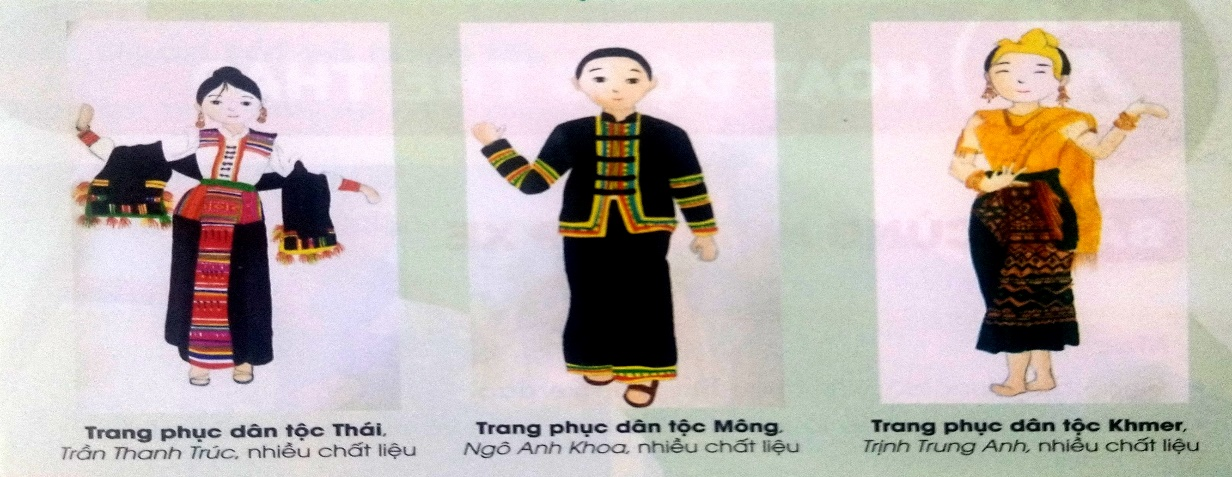 Trang phục dân tộc Thái,
Trần Thanh Trúc, nhiều chất liệu
Trang phục dân tộc Mông,
Ngô Anh Khoa, nhiều chất liệu
Trang phục dân tộc Khmer,
Trịnh Trung Anh, nhiều chất liệu